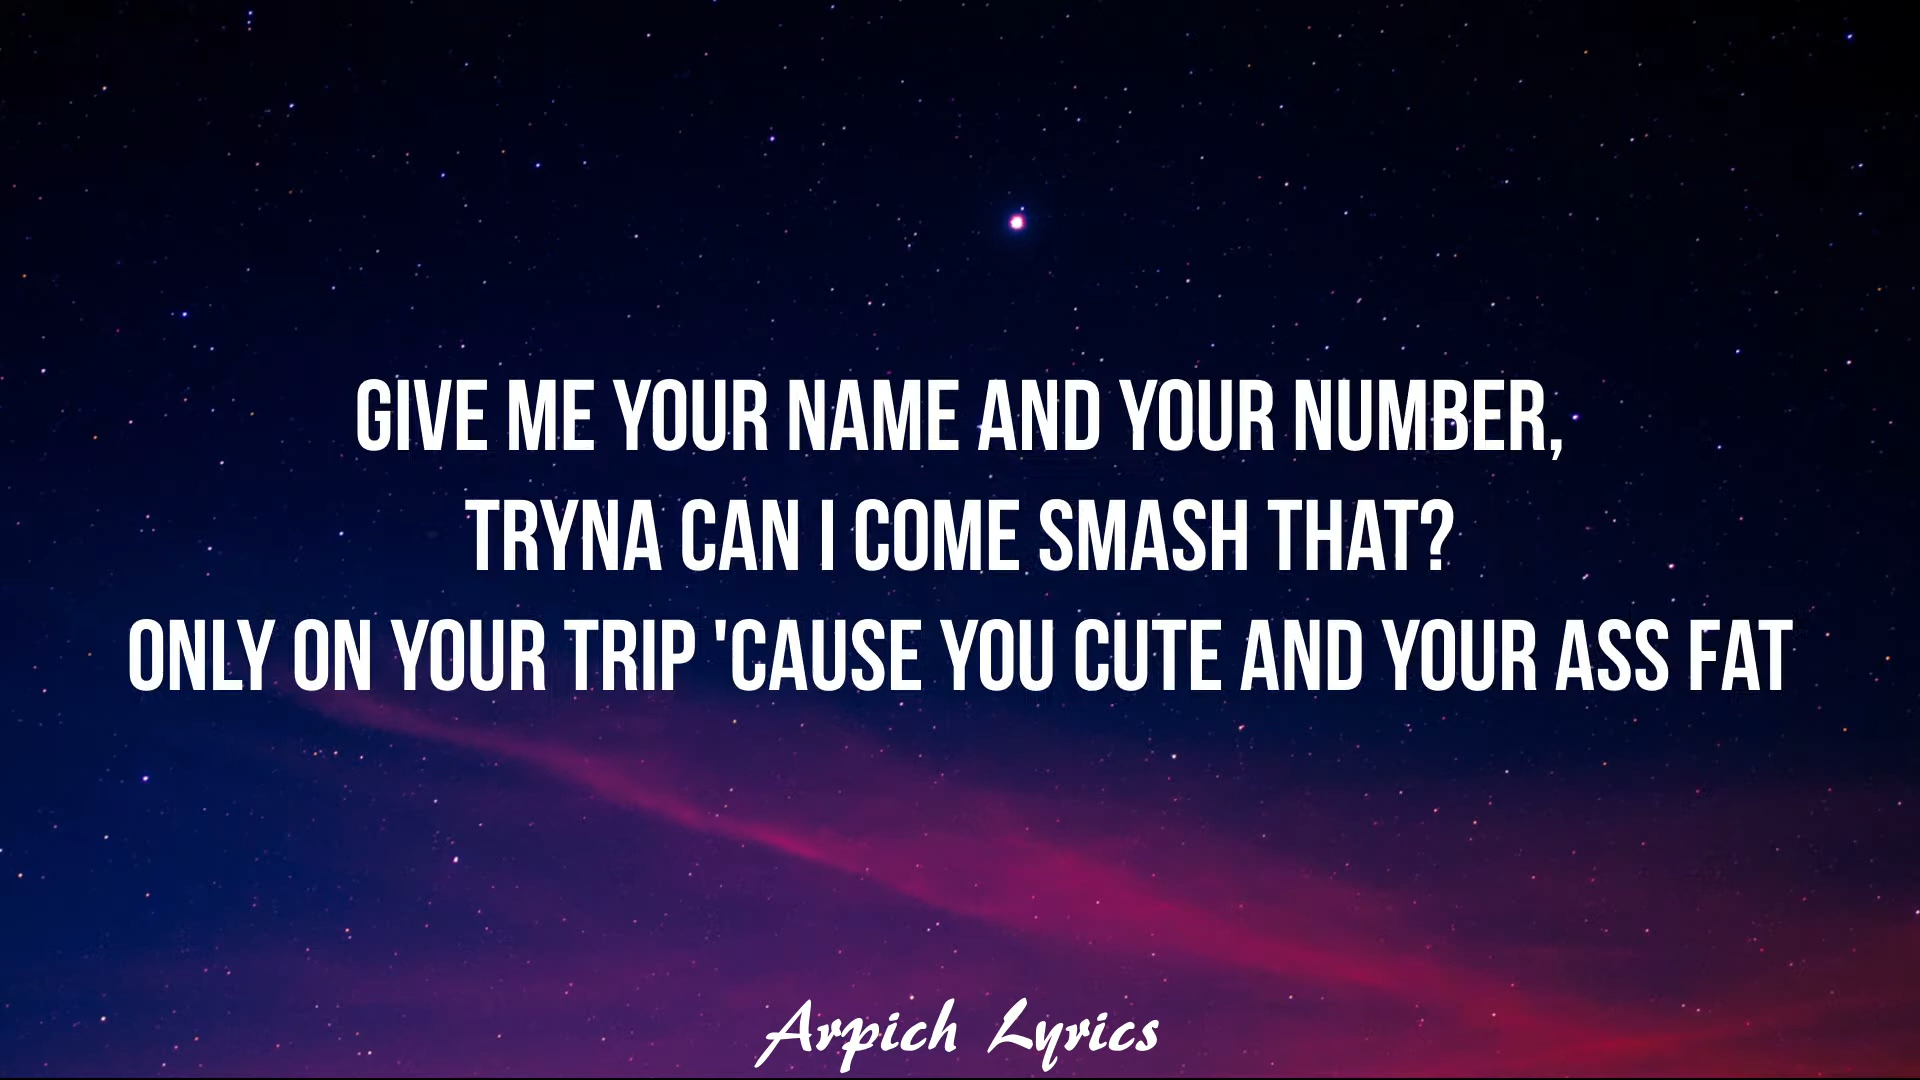 GIVE ME YOUR NAME AND YOUR NUMBER,
TRYNA CAN I COME SMASH THAT?
ONLY ON YOUR TRIP 'CAUSE YOU CUTE AND YOUR ASS FAT
Arpich Lyrics